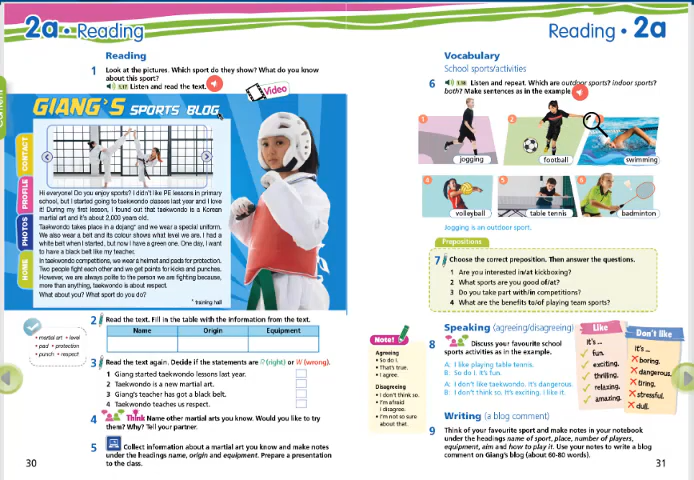 2a • Reading
Reading
1 Look at the pictures. Which sport do they show? What do you know
about this sport?
Listen and read the text.
Video
GIANG'S SPORTS BLOG
CONTACT
PROFILE
PHOTOS
HOME
Hi everyone! Do you enjoy sports? I didn't like PE lessons in primary
school, but I started going to taekwondo classes last year and I love
it! During my first lesson, I found out that taekwondo is a Korean
martial art and it's about 2,000 years old.
Taekwondo takes place in a dojang* and we wear a special uniform.
We also wear a belt and its colour shows what level we are. I had a
white belt when I started, but now I have a green one. One day, I want
to have a black belt like my teacher.
In taekwondo competitions, we wear a helmet and pads for protection.
Two people fight each other and we get points for kicks and punches.
However, we are always polite to the person we are fighting because,
more than anything, taekwondo is about respect.
What about you? What sport do you do?
* training hall
• martial art • level
• pad • protection
• punch • respect
2 Read the text. Fill in the table with the information from the text.
Name Origin Equipment
3 Read the text again. Decide if the statements are R (right) or W (wrong).
1 Giang started taekwondo lessons last year.
2 Taekwondo is a new martial art.
3 Giang's teacher has got a black belt.
4 Taekwondo teaches us respect.
4 Think Name other martial arts you know. Would you like to try
them? Why? Tell your partner.
5 Collect information about a martial art you know and make notes
under the headings name, origin and equipment. Prepare a presentation
to the class.
30
Reading • 2a
Vocabulary
School sports/activities
6 Listen and repeat. Which are outdoor sports? indoor sports?
both? Make sentences as in the example.
1
jogging
2
football
swimming
4
volleyball
5
table tennis
6
badminton
Jogging is an outdoor sport.
Prepositions
7 Choose the correct preposition. Then answer the questions.
1 Are you interested in/at kickboxing?
2 What sports are you good of/at?
3 Do you take part with/in competitions?
4 What are the benefits to/of playing team sports?
Note!
Agreeing
• So do I.
• That's true.
• I agree.
Disagreeing
• I don't think so.
• I'm afraid
I disagree.
• I'm not so sure
about that.
Speaking (agreeing/disagreeing)
8 Discuss your favourite school
sports activities as in the example.
A: I like playing table tennis.
B: So do I. It's fun.
A: I don't like taekwondo. It's dangerous.
B: I don't think so. It's exciting. I like it.
Like
It's ...
fun.
exciting.
thrilling.
relaxing.
amazing.
Don't like
It's ...
boring.
dangerous.
tiring.
stressful.
dull.
Writing (a blog comment)
9 Think of your favourite sport and make notes in your notebook
under the headings name of sport, place, number of players,
equipment, aim and how to play it. Use your notes to write a blog
comment on Giang's blog (about 60-80 words).
31